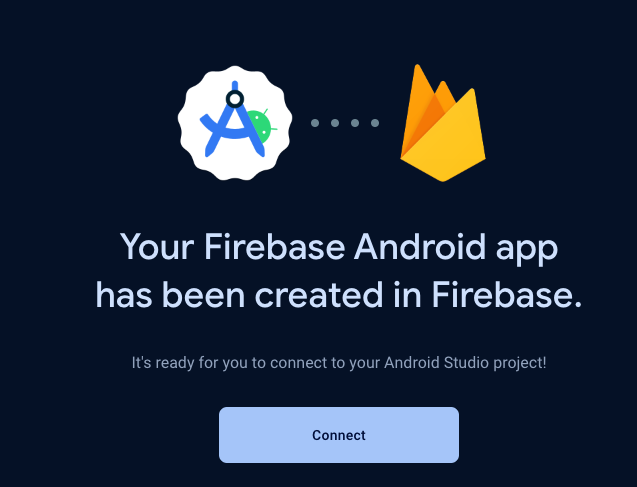 Your Firebase Android app
has been created in Firebase.
It's ready for you to connect to your Android Studio project!
Connect